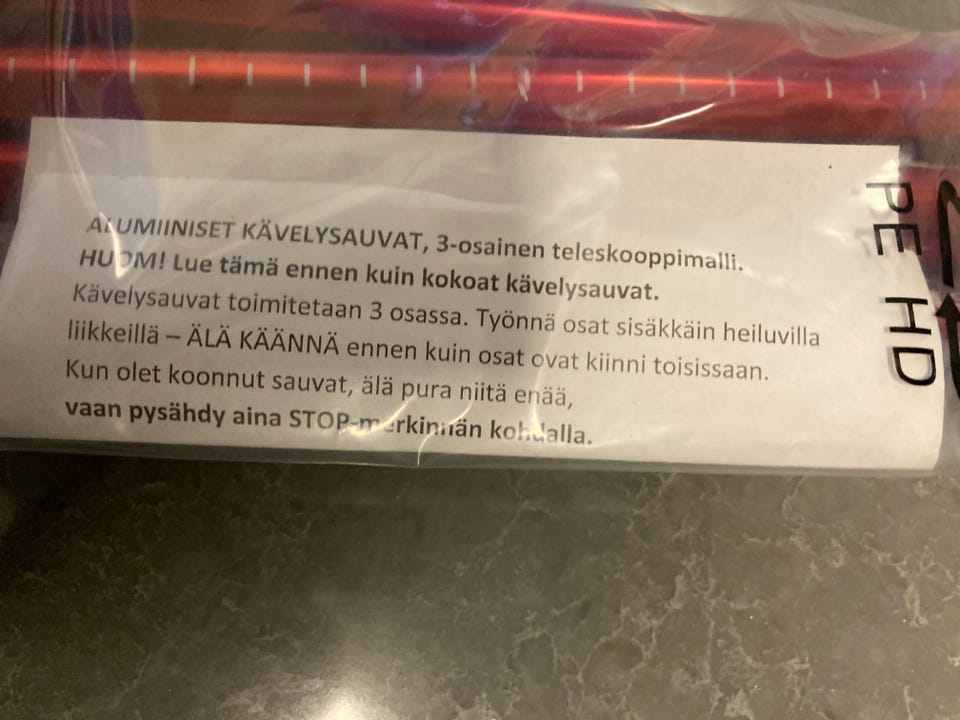 ALUMIINISET KÄVELYSAUVAT, 3-osainen teleskooppimalli.
HUOM! Lue tämä ennen kuin kokoat kävelysauvat.
Kävelysauvat toimitetaan 3 osassa. Työnnä osat sisäkkäin heiluvilla
liikkeillä – ÄLÄ KÄÄNNÄ ennen kuin osat ovat kiinni toisissaan.
Kun olet koonnut sauvat, älä pura niitä enää,
vaan pysähdy aina STOP-merkinnän kohdalla.
PE HD